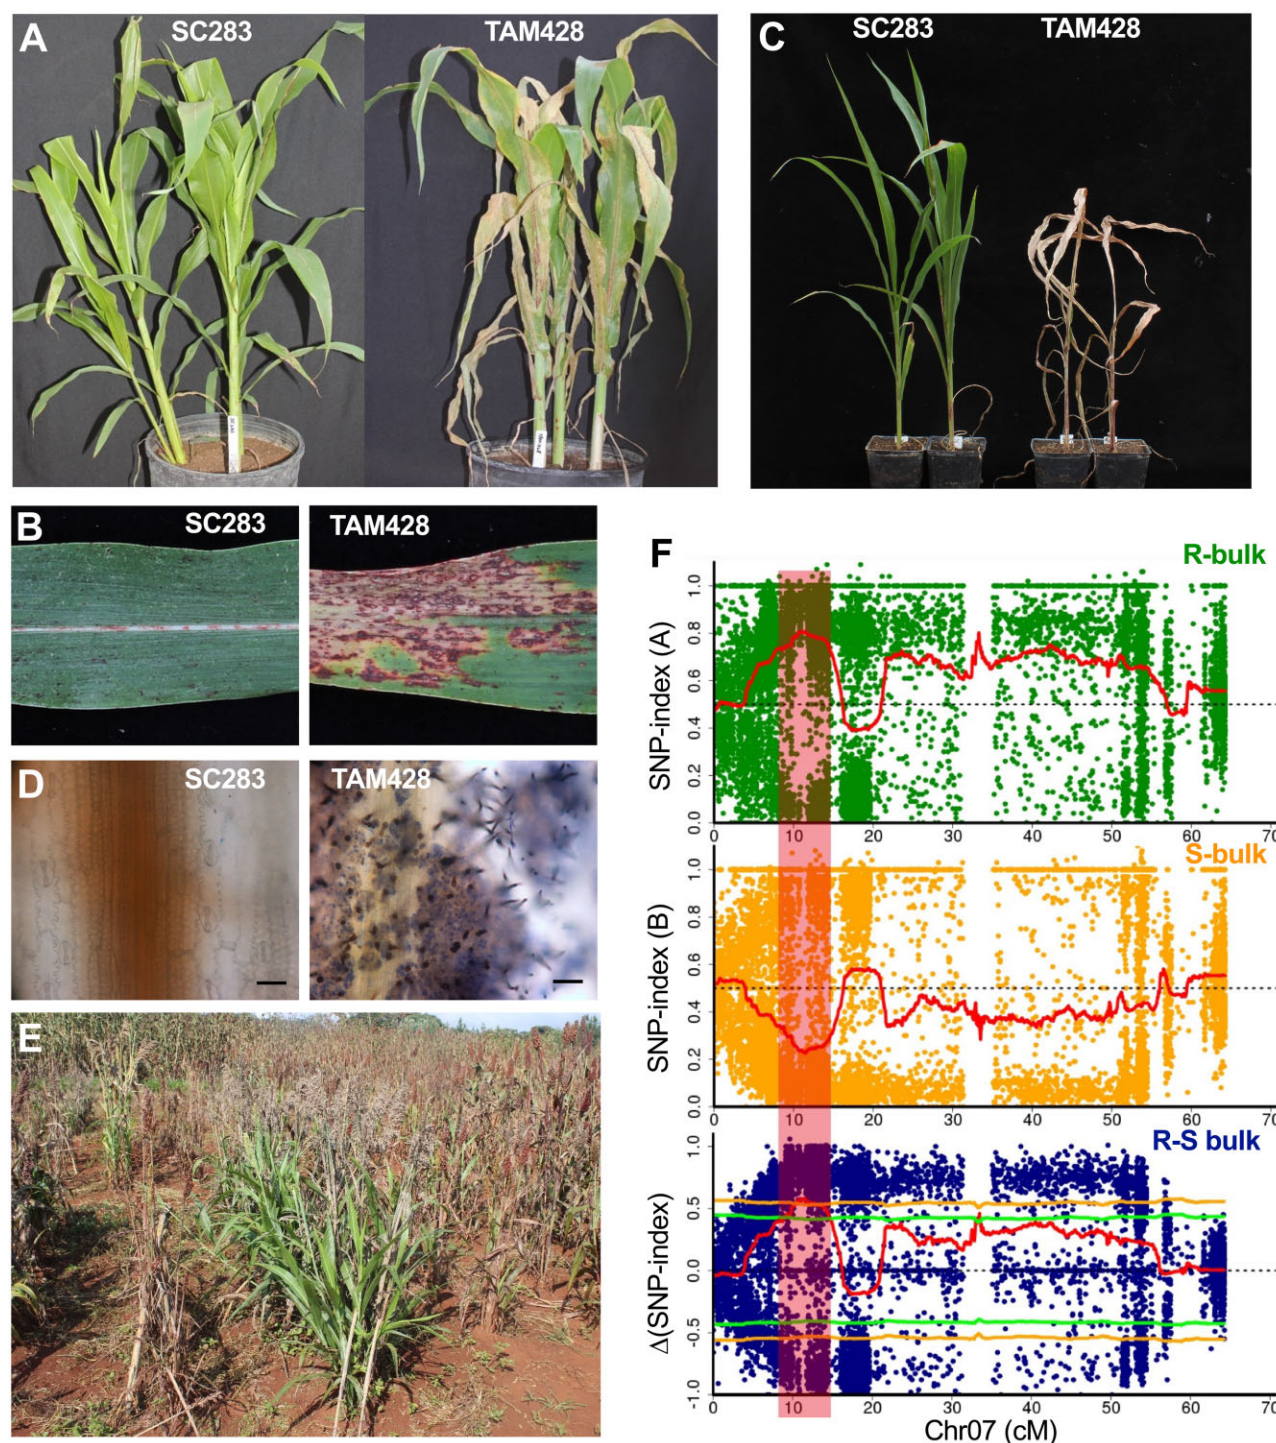 A SC283 TAM428
C SC283 TAM428
B SC283 TAM428
D SC283 TAM428
E
F
R-bulk
SNP-index (A)
1.0
0.8
0.6
0.4
0.2
0.0
0 10 20 30 40 50 60 70
S-bulk
SNP-index (B)
1.0
0.8
0.6
0.4
0.2
0.0
0 10 20 30 40 50 60 70
R-S bulk
Δ(SNP-index)
1.0
0.5
0.0
-0.5
-1.0
0 10 20 30 40 50 60 70
Chr07 (cM)